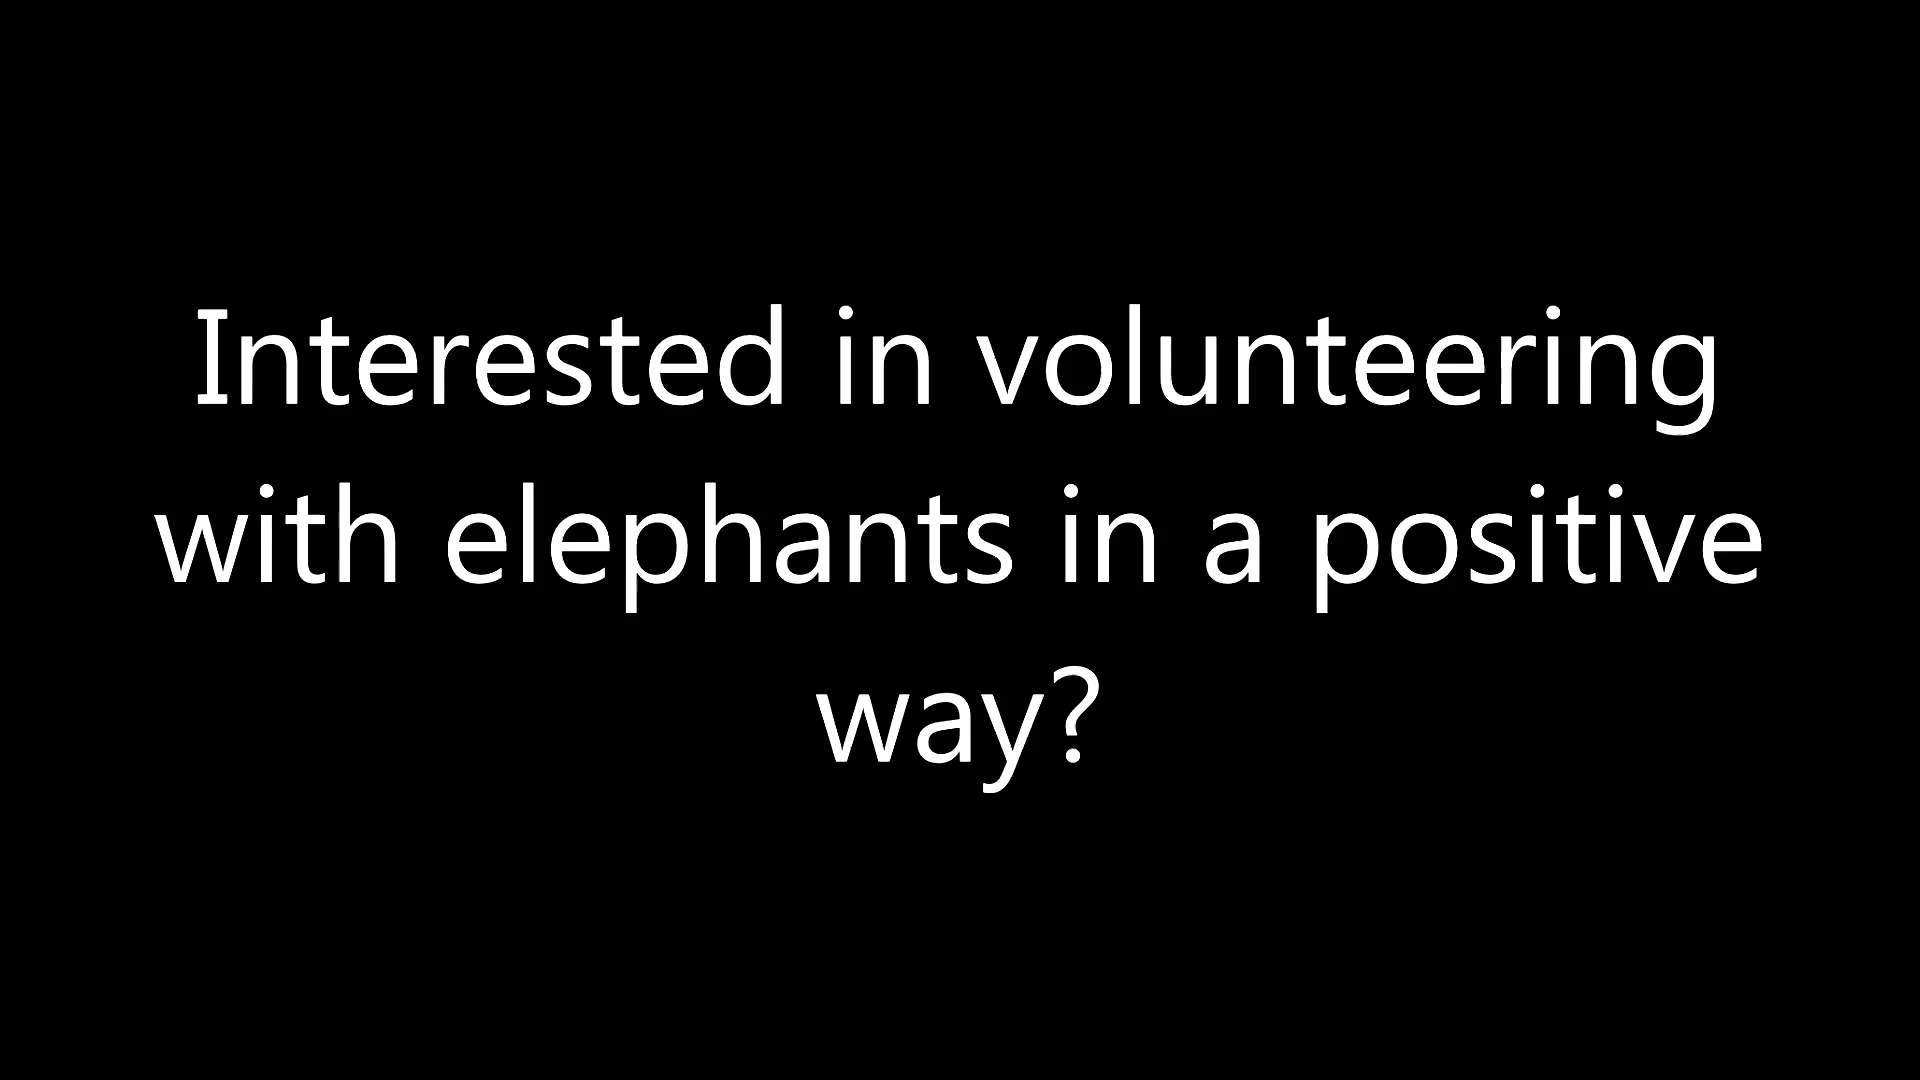 Interested in volunteering
with elephants in a positive
way?